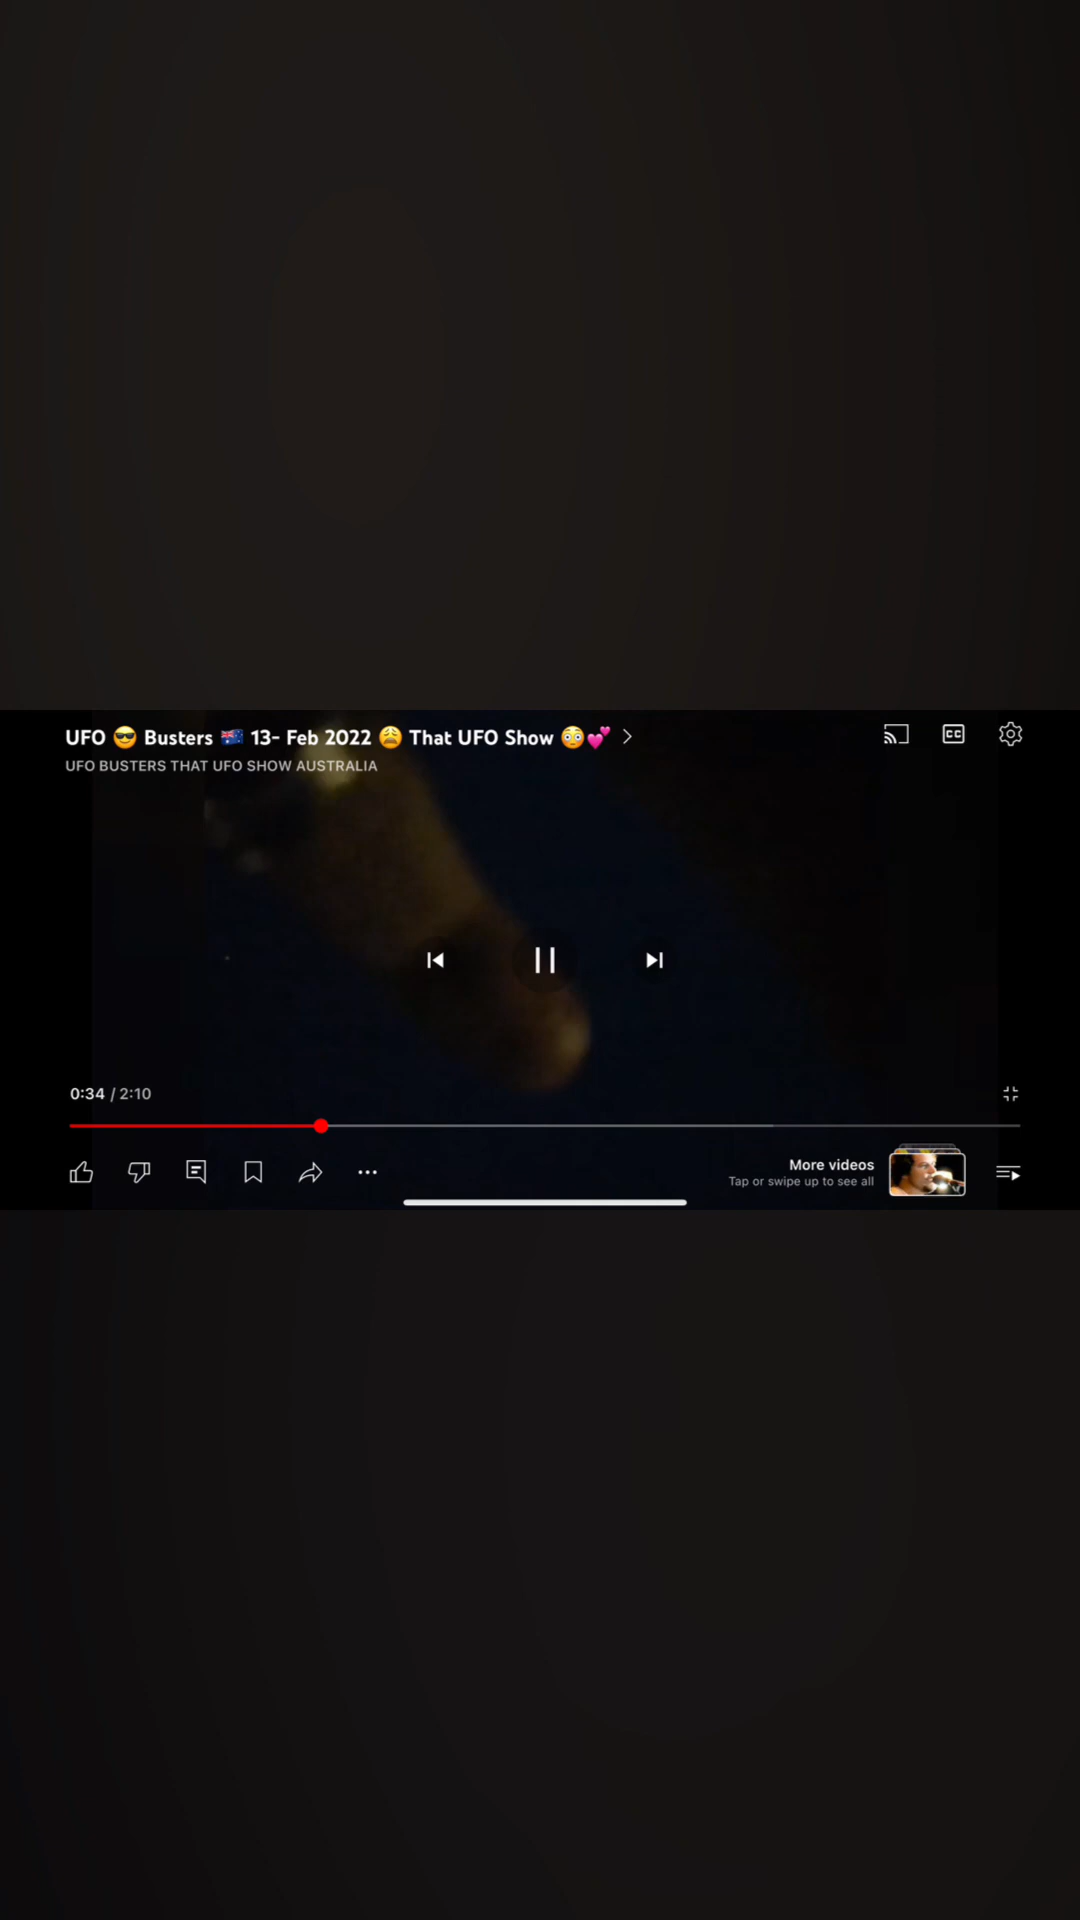 UFO 😎 Busters 🇦🇺 13- Feb 2022 😩 That UFO Show 😳💕
UFO BUSTERS THAT UFO SHOW AUSTRALIA
CC
0:34 / 2:10
More videos
Tap or swipe up to see all